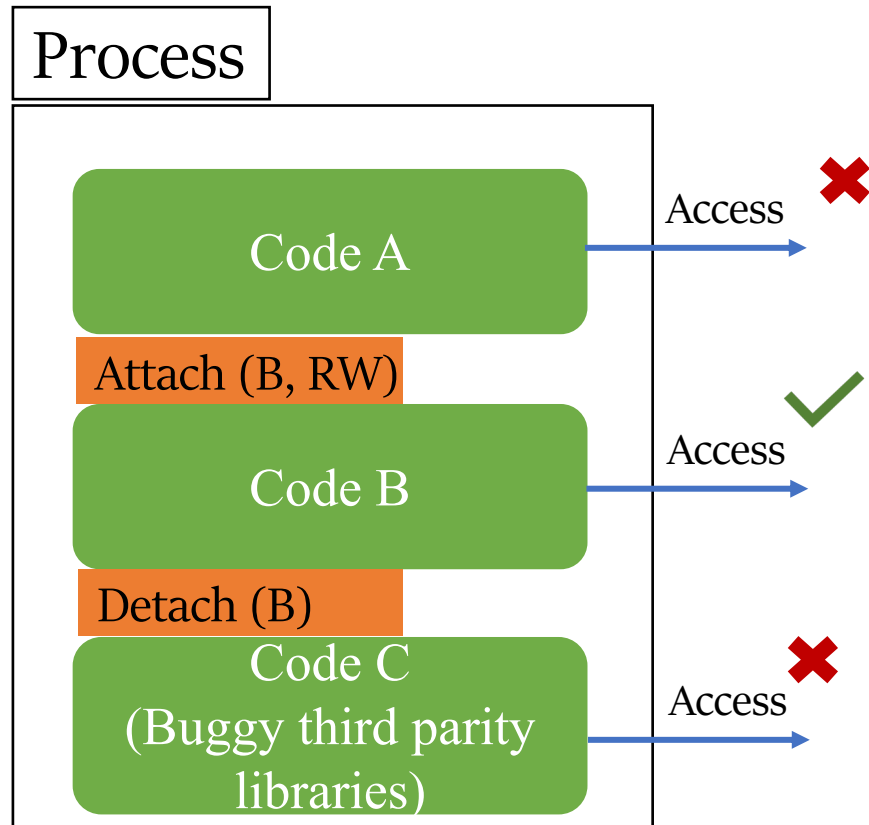 Process
Code A
Access
Attach (B, RW)
Code B
Access
Detach (B)
Code C
(Buggy third parity
libraries)
Access